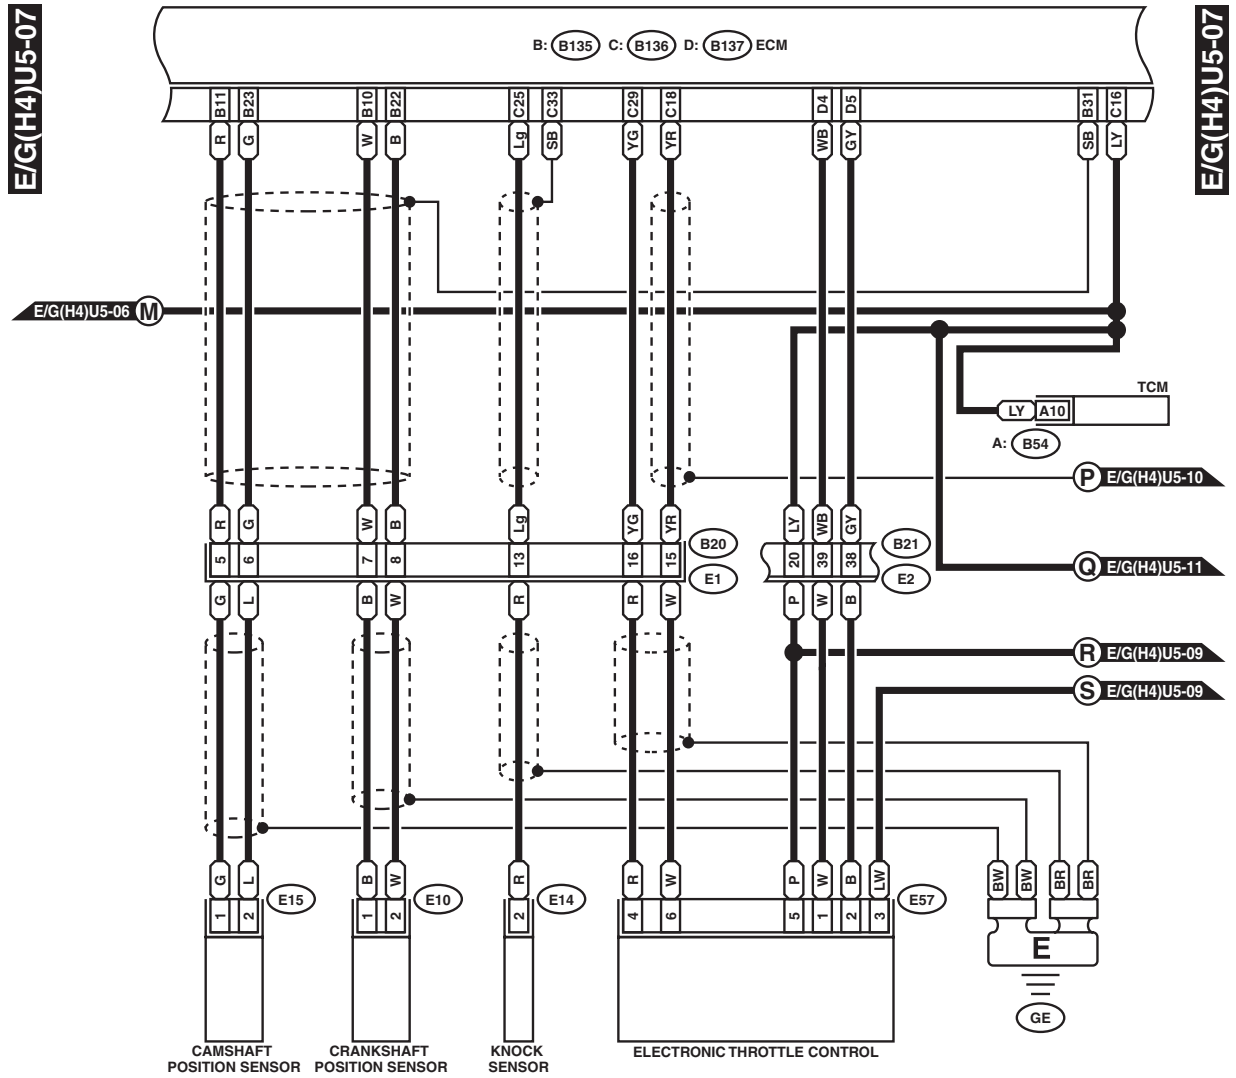 E/G(H4)U5-07
E/G(H4)U5-07
B: B135 C: B136 D: B137 ECM
B11 B23 B10 B22 C25 C33 C29 C18 D4 D5 B31 C16
R G W B Lg SB YG YR WB GY SB LY
E/G(H4)U5-06 M
TCM
LY A10
A: B54
P E/G(H4)U5-10
R G W B Lg YG YR LY WB GY
B20 B21
5 6 7 8 13 16 15 20 39 38
E1 E2
Q E/G(H4)U5-11
G L B W R R W P W B
R E/G(H4)U5-09
S E/G(H4)U5-09
G L B W R R W P W B LW BW BW BR BR
E15 E10 E14 E57
1 2 1 2 2 4 6 5 1 2 3
E
GE
CAMSHAFT
POSITION SENSOR
CRANKSHAFT
POSITION SENSOR
KNOCK
SENSOR
ELECTRONIC THROTTLE CONTROL